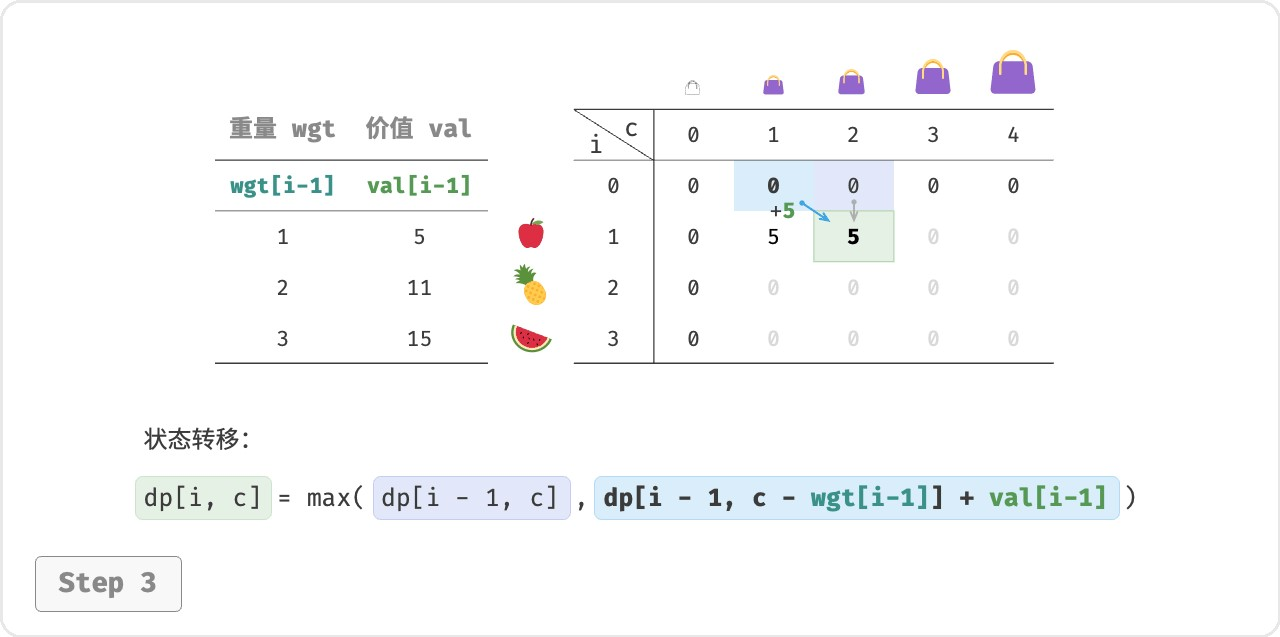 重量 wgt 价值 val
wgt[i-1] val[i-1]
1 5
2 11
3 15
i c 0 1 2 3 4
0 0 0 0 0 0
+5
1 0 5 5 0 0
2 0 0 0 0 0
3 0 0 0 0 0
状态转移：
dp[i, c] = max( dp[i - 1, c] , dp[i - 1, c - wgt[i-1]] + val[i-1] )
Step 3